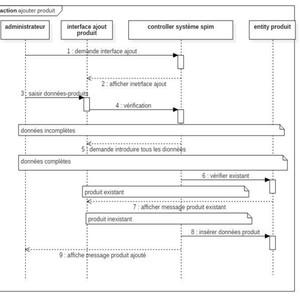 action ajouter produit
administrateur
interface ajout
produit
controller système spim
entity produit
1 : demande interface ajout
2 : afficher inetrface ajout
3 : saisir données-produits
4 : vérification
données incomplètes
5 : demande introduire tous les données
données complètes
6 : vérifier existant
produit existant
7 : afficher message produit existant
produit inexistant
8 : insérer données produit
9 : affiche message produit ajouté